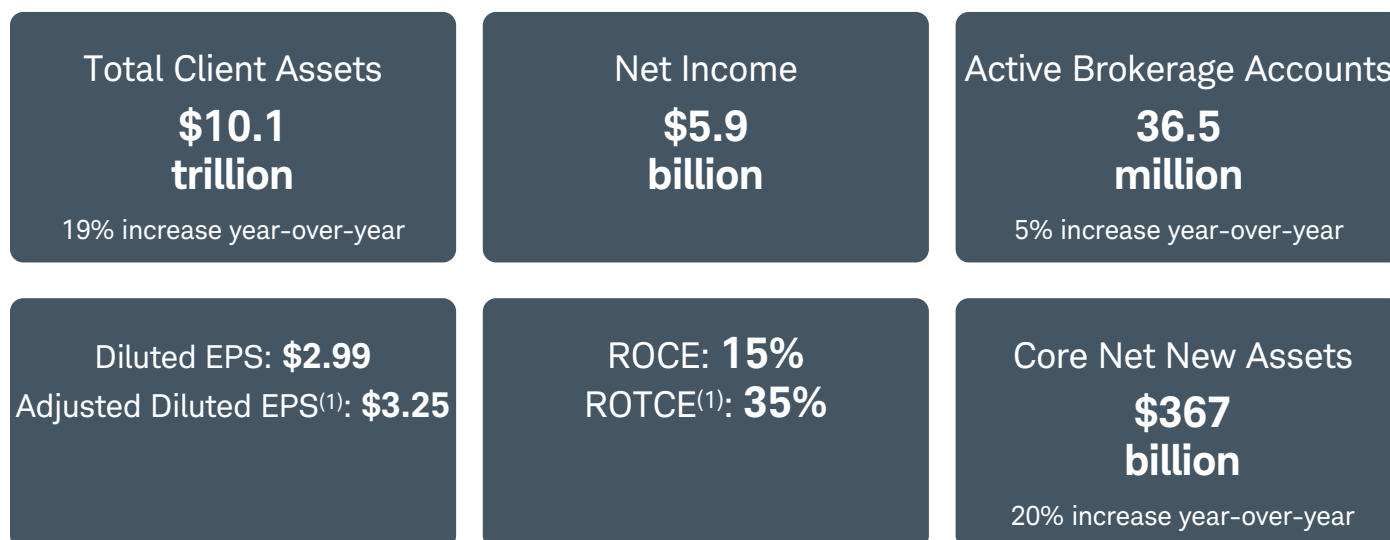 Total Client Assets
$10.1
trillion
19% increase year-over-year
Net Income
$5.9
billion
Active Brokerage Accounts
36.5
million
5% increase year-over-year
Diluted EPS: $2.99
Adjusted Diluted EPS(1): $3.25
ROCE: 15%
ROTCE(1): 35%
Core Net New Assets
$367
billion
20% increase year-over-year